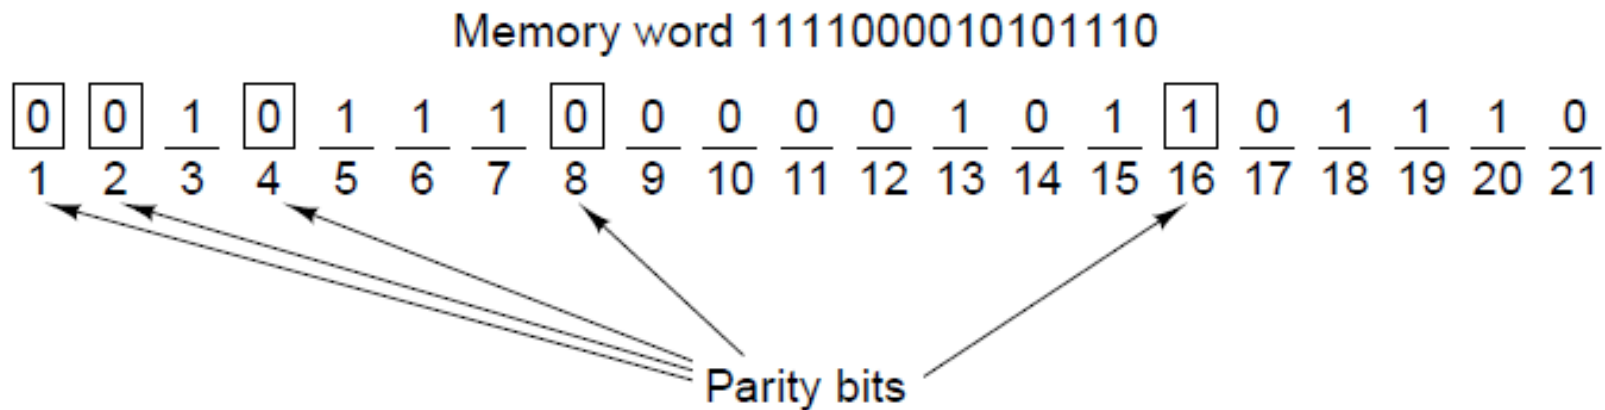 Memory word 1111000010101110
0 0 1 0 1 1 1 0 0 0 0 0 1 0 1 1 0 1 1 1 0
1 2 3 4 5 6 7 8 9 10 11 12 13 14 15 16 17 18 19 20 21
Parity bits